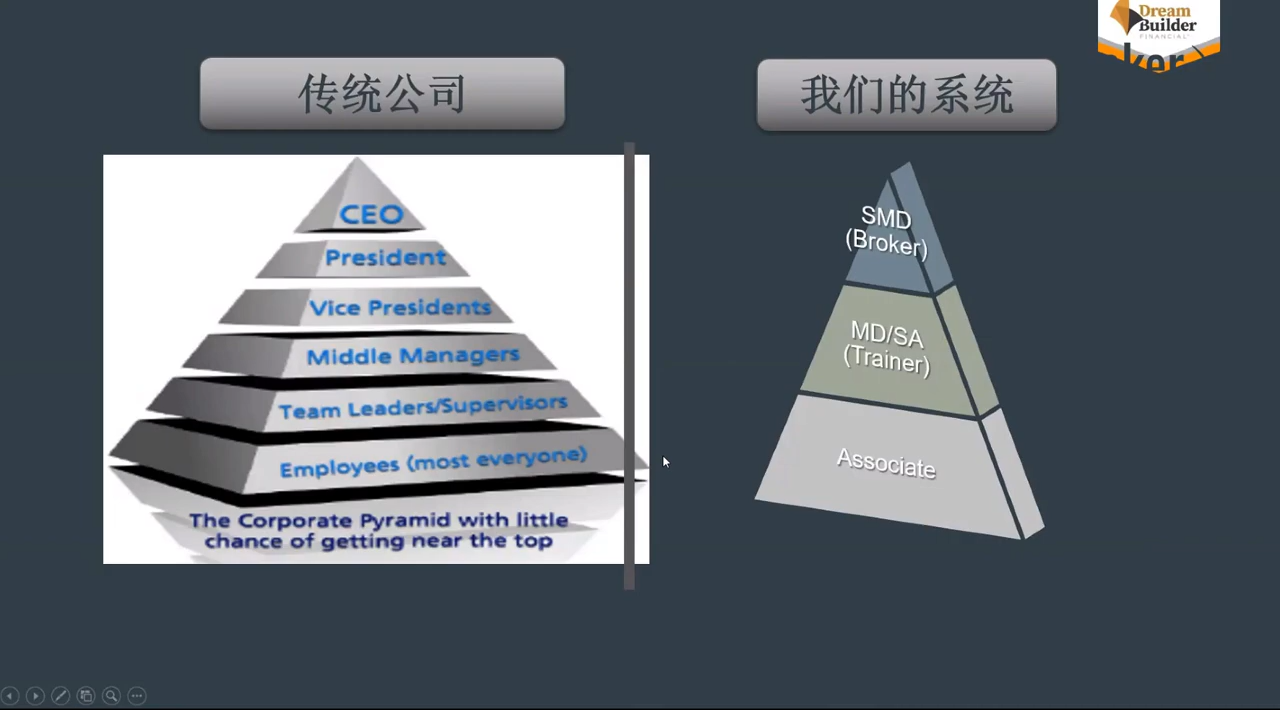 Dream
Builder
FINANCIAL
传统公司
我们的系统
CEO
President
Vice Presidents
Middle Managers
Team Leaders/Supervisors
Employees (most everyone)
The Corporate Pyramid with little
chance of getting near the top
SMD
(Broker)
MD/SA
(Trainer)
Associate